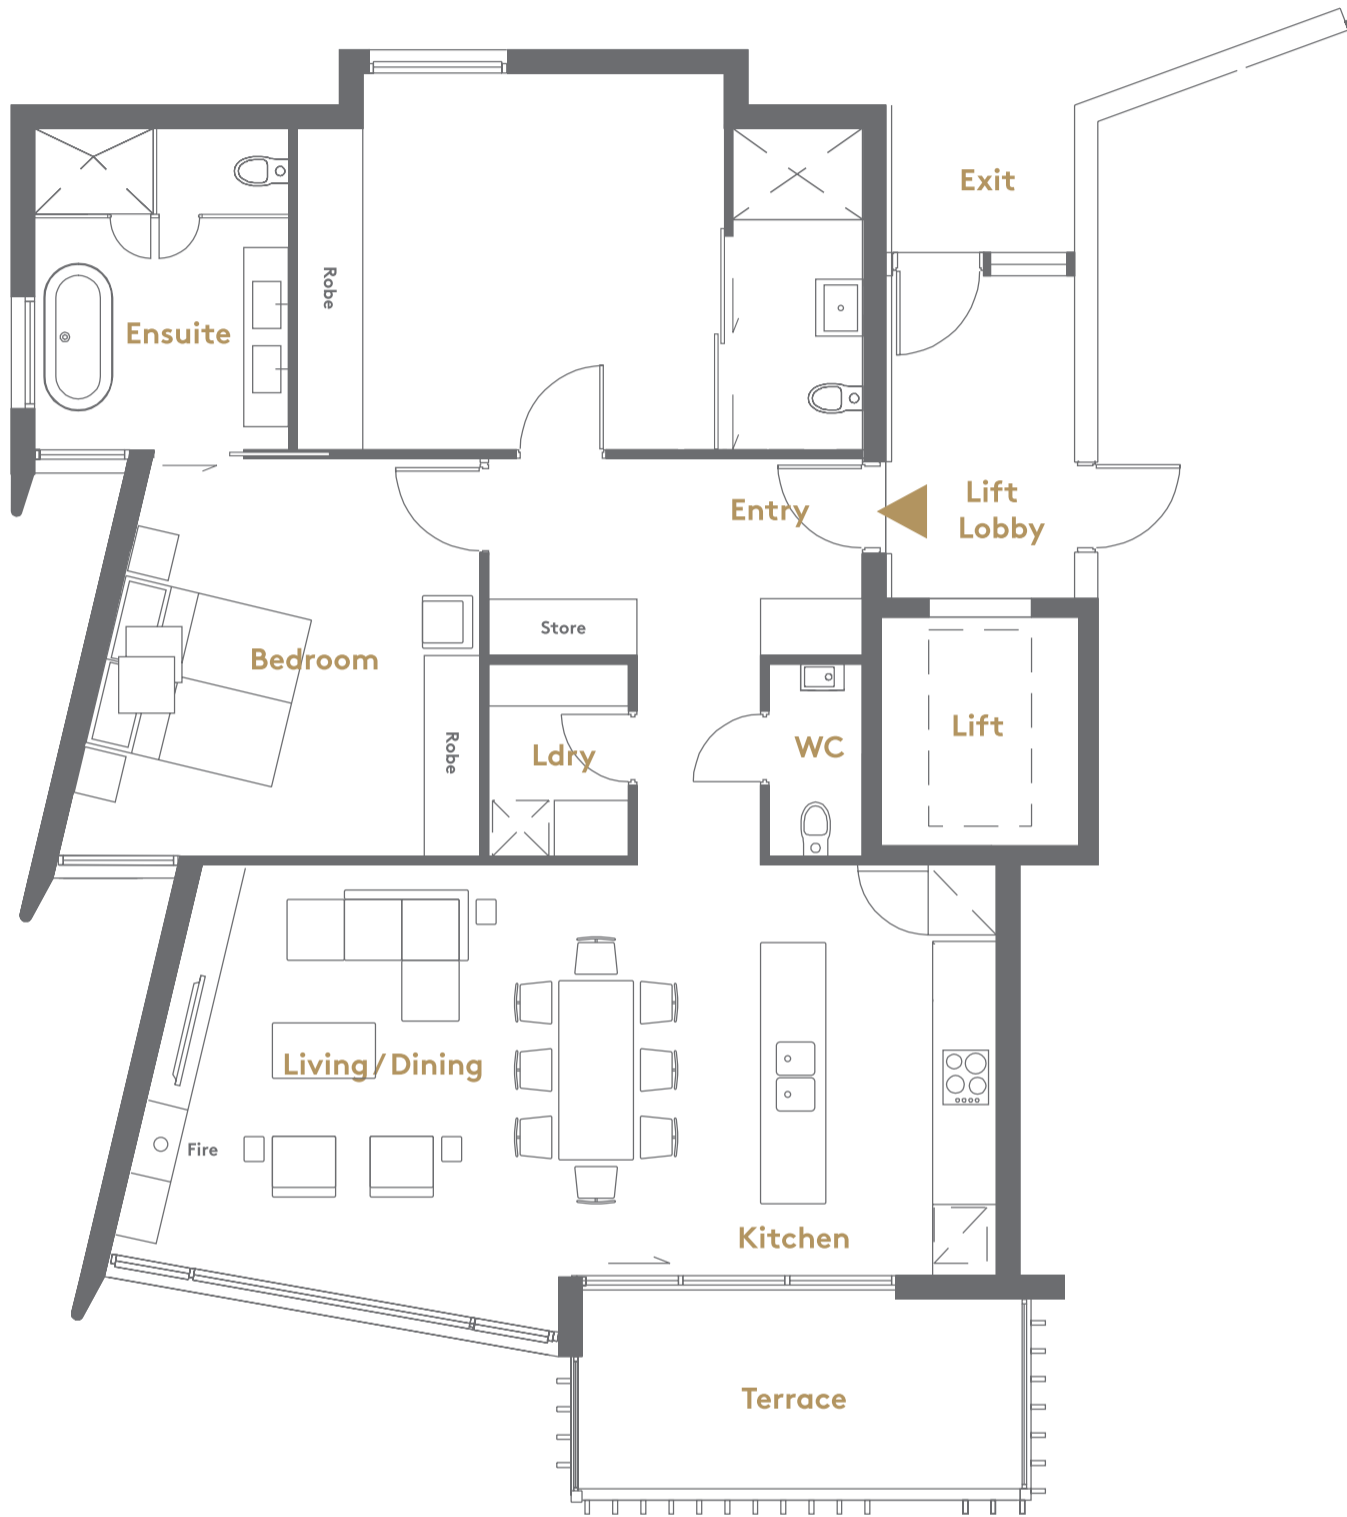 Exit
Robe
Ensuite
Entry
Lift
Lobby
Store
Bedroom
Robe
Ldry
WC
Lift
Living / Dining
Fire
Kitchen
Terrace